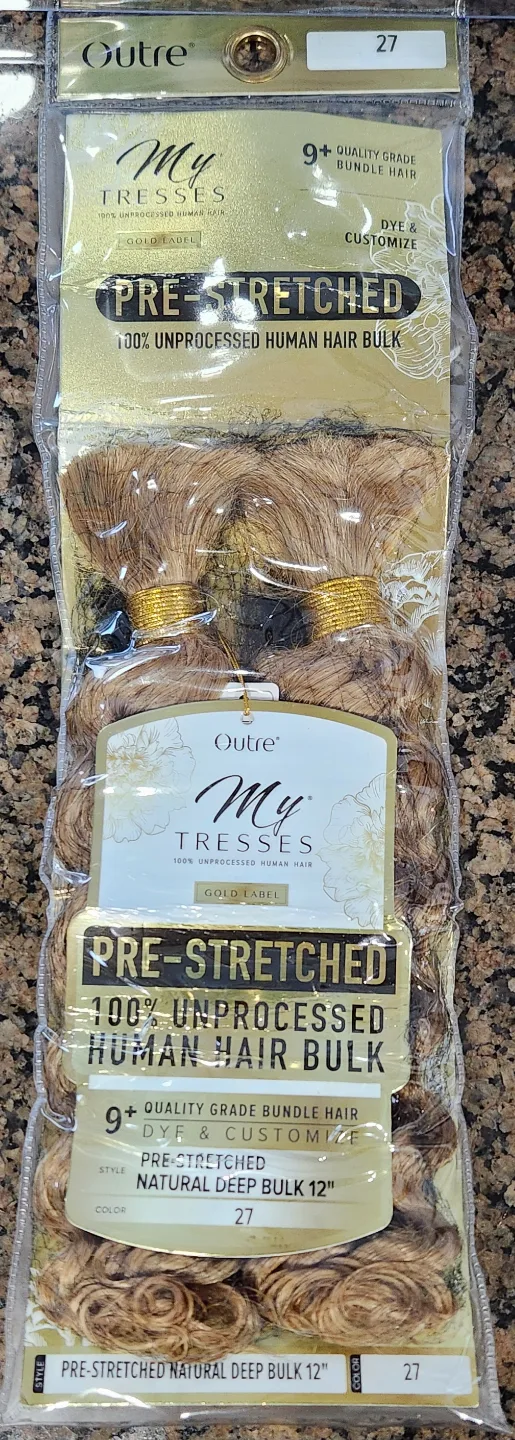 Outre®
27
My
TRESSES
100% UNPROCESSED HUMAN HAIR
GOLD LABEL
9+ QUALITY GRADE
BUNDLE HAIR
DYE &
CUSTOMIZE
PRE-STRETCHED
100% UNPROCESSED HUMAN HAIR BULK
Outre®
My®
TRESSES
100% UNPROCESSED HUMAN HAIR
GOLD LABEL
PRE-STRETCHED
100% UNPROCESSED
HUMAN HAIR BULK
9+ QUALITY GRADE BUNDLE HAIR
DYE & CUSTOMIZE
STYLE PRE-STRETCHED
NATURAL DEEP BULK 12"
COLOR 27
STYLE PRE-STRETCHED NATURAL DEEP BULK 12" COLOR 27